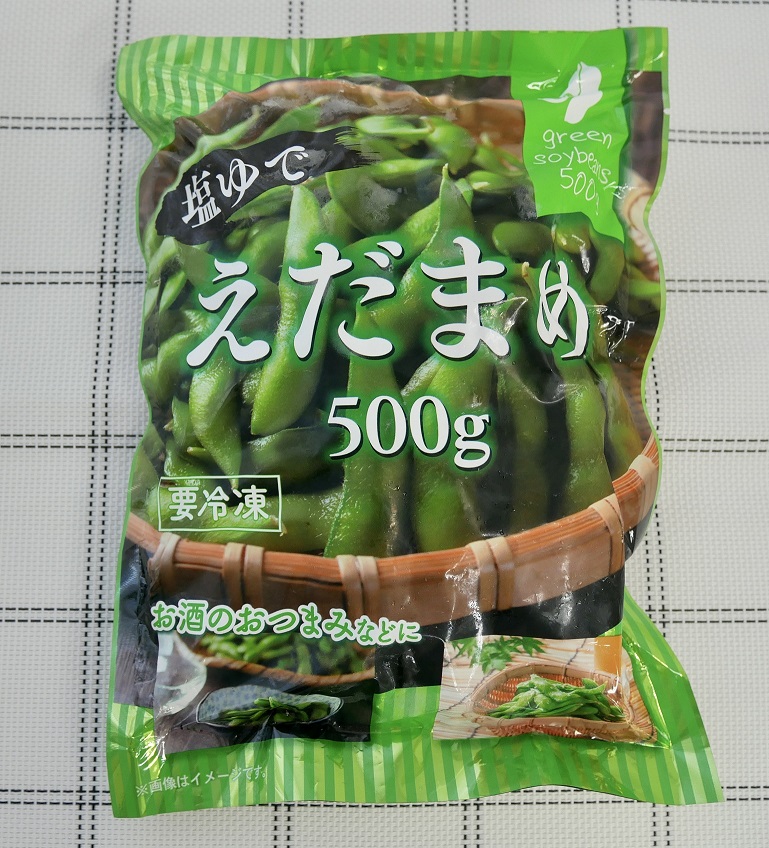 green
soybeans/
500g
塩ゆで
えだまめ
500g
要冷凍
お酒のおつまみなどに
※画像はイメージです。